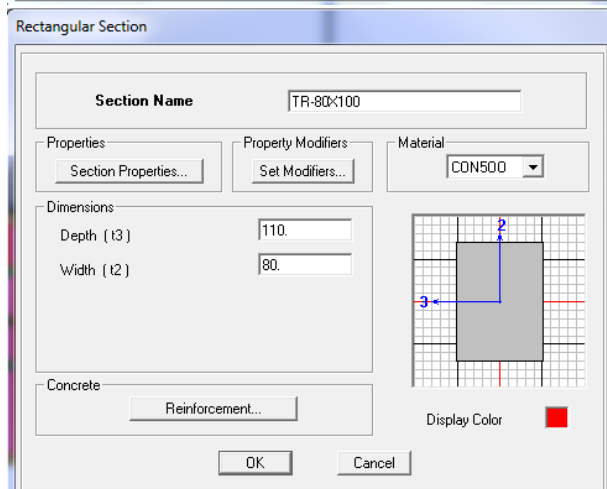 Rectangular Section
Section Name TR-80X100
Properties Property Modifiers Material
Section Properties... Set Modifiers... CON500
Dimensions
Depth ( t3 ) 110.
Width ( t2 ) 80.
2
3
Concrete
Reinforcement...
Display Color
OK Cancel